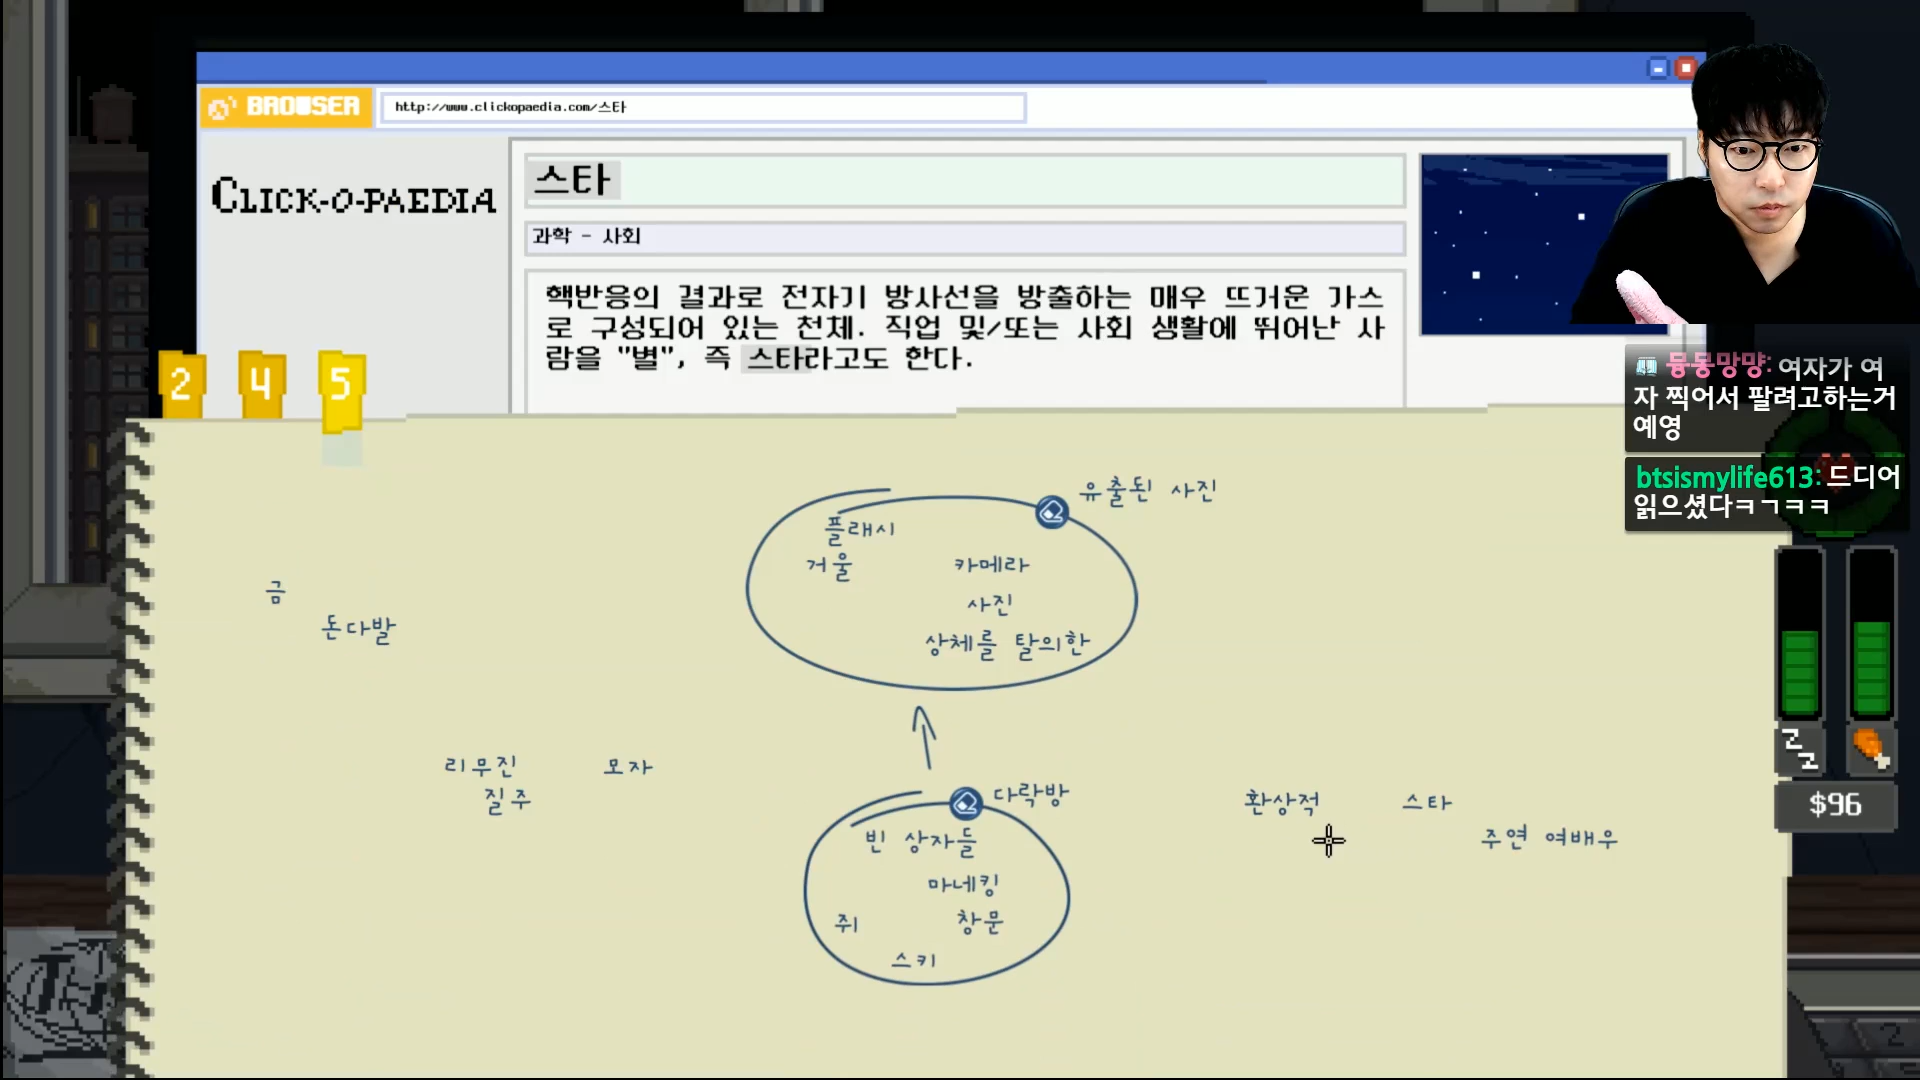 BROWSER
http://www.clickopaedia.com/스타
CLICK-O-PAEDIA
스타
과학 - 사회
핵반응의 결과로 전자기 방사선을 방출하는 매우 뜨거운 가스
로 구성되어 있는 천체. 직업 및/또는 사회 생활에 뛰어난 사
람을 "별", 즉 스타라고도 한다.
뮹몽망먕: 여자가 여
자 찍어서 팔려고하는거
예영
btsismylife613: 드디어
읽으셨다ㅋㄱㅋㅋ
2 4 5
유출된 사진
플래시
거울
카메라
사진
상체를 탈의한
금
돈다발
리무진
질주
모자
다락방
빈 상자들
마네킹
쥐
창문
스키
환상적
스타
주연 여배우
$96